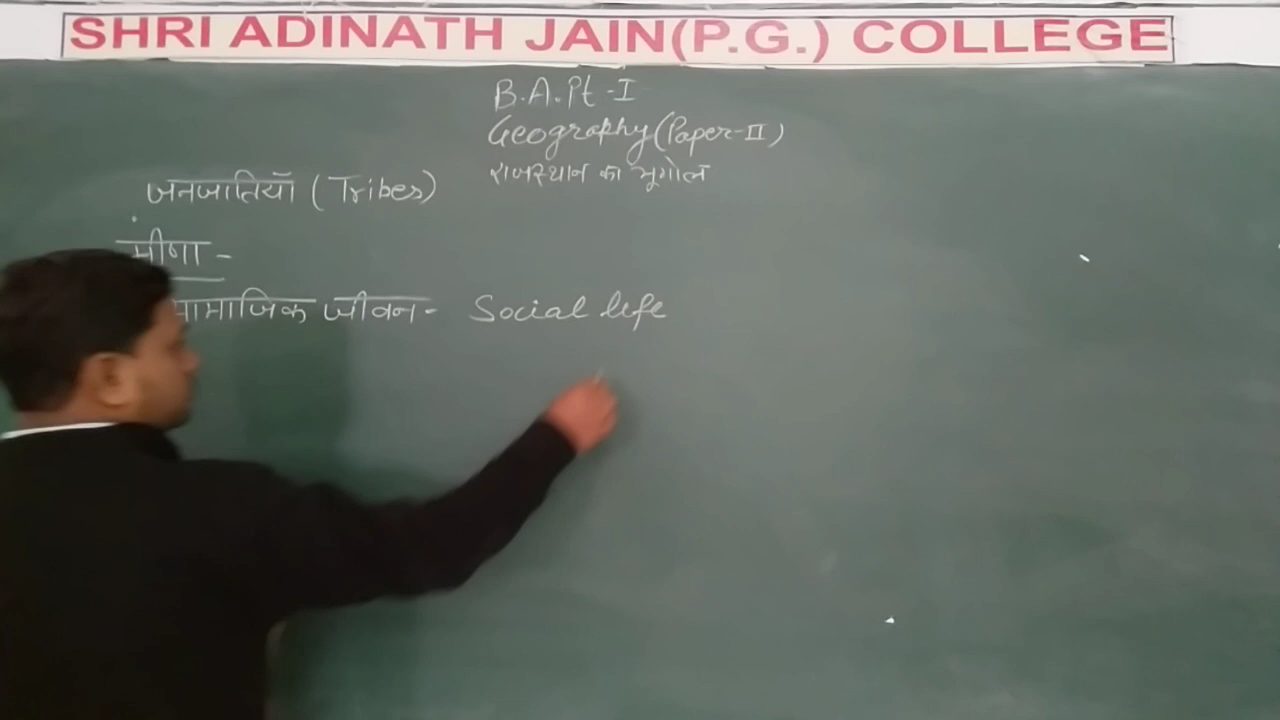 SHRI ADINATH JAIN(P.G.) COLLEGE
B.A.Pt-I
Geography(Paper-II)
राजस्थान का भूगोल
जनजातियाँ (Tribes)
मीणा -
सामाजिक जीवन- Social life